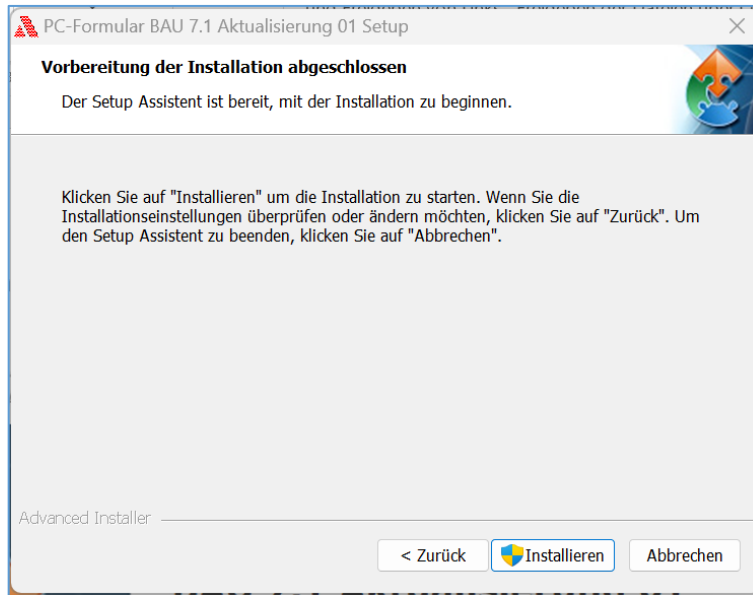 PC-Formular BAU 7.1 Aktualisierung 01 Setup
Vorbereitung der Installation abgeschlossen
Der Setup Assistent ist bereit, mit der Installation zu beginnen.
Klicken Sie auf "Installieren" um die Installation zu starten. Wenn Sie die
Installationseinstellungen überprüfen oder ändern möchten, klicken Sie auf "Zurück". Um
den Setup Assistent zu beenden, klicken Sie auf "Abbrechen".
Advanced Installer
< Zurück
Installieren
Abbrechen